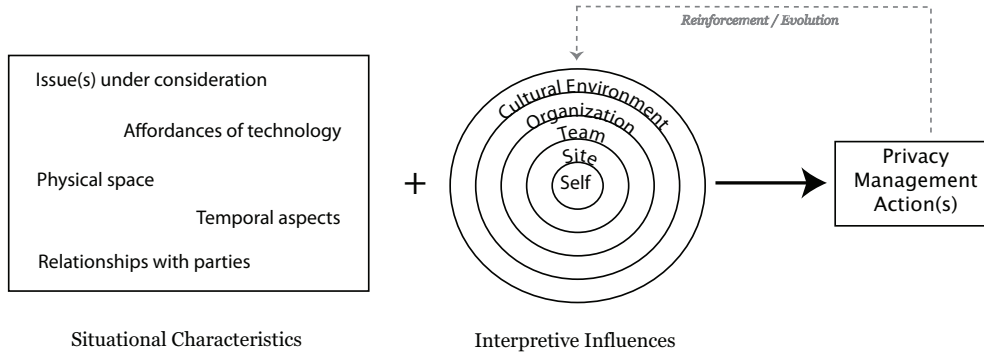 Reinforcement / Evolution
Issue(s) under consideration
Affordances of technology
Physical space
Temporal aspects
Relationships with parties
+
Cultural Environment
Organization
Team
Site
Self
Privacy
Management
Action(s)
Situational Characteristics
Interpretive Influences